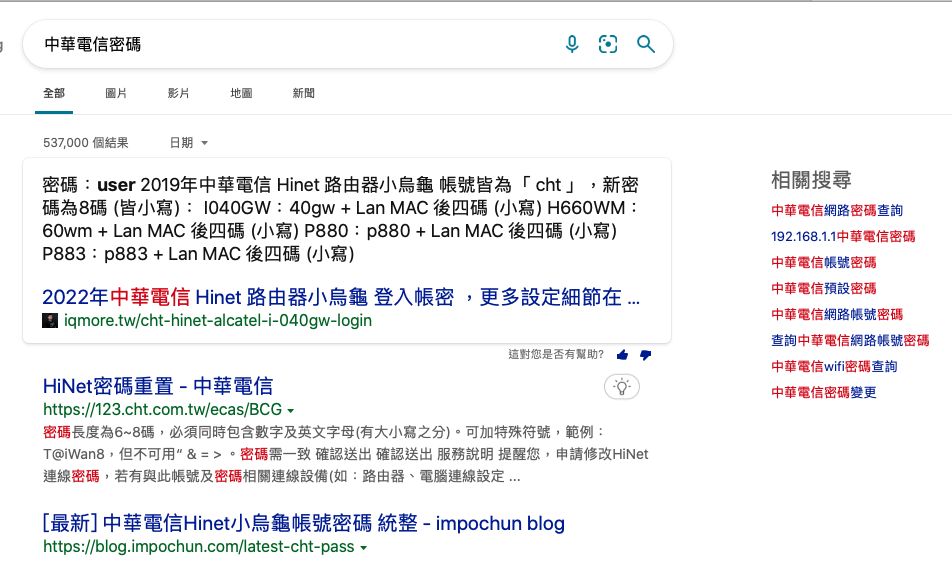 中華電信密碼
全部 圖片 影片 地圖 新聞
537,000 個結果 日期
密碼：user 2019年中華電信 Hinet 路由器小烏龜 帳號皆為「 cht 」，新密
碼為8碼 (皆小寫)： I040GW：40gw + Lan MAC 後四碼 (小寫) H660WM：
60wm + Lan MAC 後四碼 (小寫) P880：p880 + Lan MAC 後四碼 (小寫)
P883：p883 + Lan MAC 後四碼 (小寫)
2022年中華電信 Hinet 路由器小烏龜 登入帳密 ，更多設定細節在 ...
iqmore.tw/cht-hinet-alcatel-i-040gw-login
這對您是否有幫助?
HiNet密碼重置 - 中華電信
https://123.cht.com.tw/ecas/BCG
密碼長度為6~8碼，必須同時包含數字及英文字母(有大小寫之分)。可加特殊符號，範例：
T@iWan8，但不可用“ & = > 。密碼需一致 確認送出 確認送出 服務說明 提醒您，申請修改HiNet
連線密碼，若有與此帳號及密碼相關連線設備(如：路由器、電腦連線設定 ...
[最新] 中華電信Hinet小烏龜帳號密碼 統整 - impochun blog
https://blog.impochun.com/latest-cht-pass
相關搜尋
中華電信網路密碼查詢
192.168.1.1中華電信密碼
中華電信帳號密碼
中華電信預設密碼
中華電信網路帳號密碼
查詢中華電信網路帳號密碼
中華電信wifi密碼查詢
中華電信密碼變更